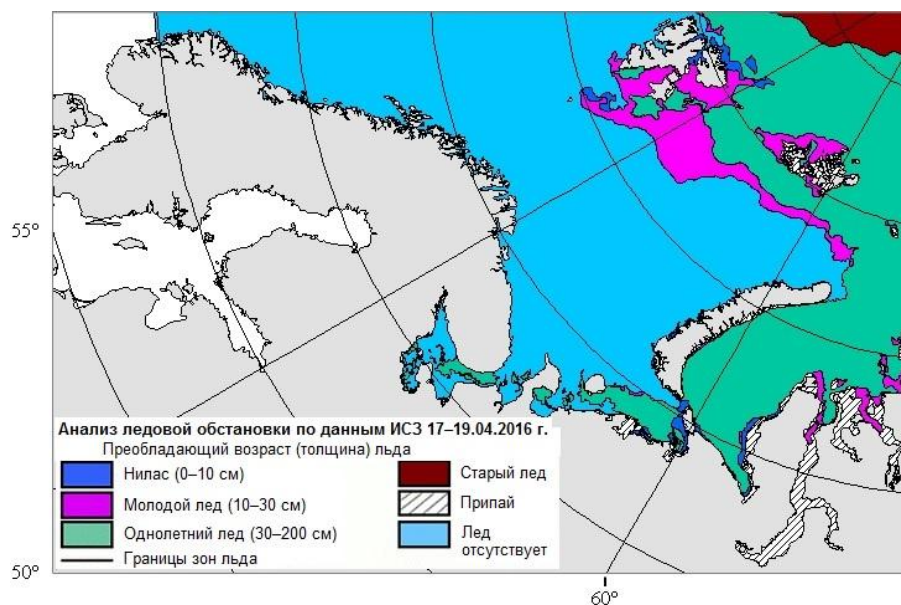 55°
Анализ ледовой обстановки по данным ИСЗ 17–19.04.2016 г.
Преобладающий возраст (толщина) льда
Нилас (0–10 см)
Молодой лед (10–30 см)
Однолетний лед (30–200 см)
Границы зон льда
Старый лед
Припай
Лед
отсутствует
50°
60°